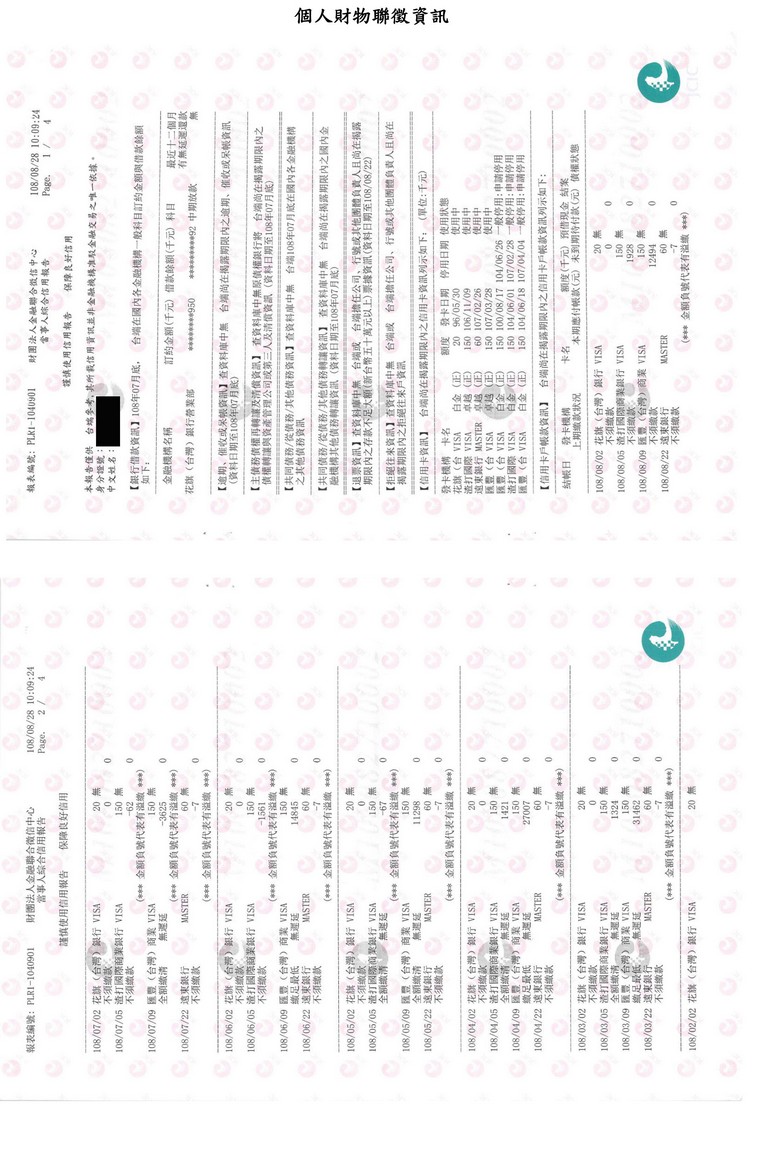 個人財物聯徵資訊
報表編號: PLRI-1040901 財團法人金融聯合徵信中心 108/08/28 10:09:24
當事人綜合信用報告 Page. 1 / 4
謹慎使用信用報告 保障良好信用
本報告僅供 台端參考,其所載信用資訊並非金融機構准駁金融交易之唯一依據。
身分證號:
中文姓名:
【銀行借款資訊】108年07月底, 台端在國內各金融機構一般科目訂約金額與借款餘額
如下:
金融機構名稱 訂約金額(千元) 借款餘額(千元) 科目 最近十二個月
有無延遲還款
花旗(台灣)銀行營業部 ********950 ********92 中期放款 無
【逾期、催收或呆帳資訊】查資料庫中無 台端尚在揭露期限內之逾期、催收或呆帳資訊
(資料日期至108年07月底)
【主債務債權再轉讓及清償資訊】 查資料庫中無原債權銀行將 台端尚在揭露期限內之
債權轉讓與資產管理公司或第三人及清償資訊(資料日期至108年07月底)
【共同債務/從債務/其他債務資訊】查資料庫中無 台端108年07月底在國內各金融機構
之其他債務資訊
【共同債務/從債務/其他債務轉讓資訊】 查資料庫中無 台端尚在揭露期限內之國內金
融機構其他債務轉讓資訊(資料日期至108年07月底)
【退票資訊】查資料庫中無 台端或 台端擔任公司、行號或其他團體負責人且尚在揭露
期限內之存款不足大額(新台幣五十萬元以上)票據資訊(資料日期至108/08/22)
【拒絕往來資訊】查資料庫中無 台端或 台端擔任公司、行號或其他團體負責人且尚在
揭露期限內之拒絕往來戶資訊
【信用卡資訊】 台端尚在揭露期限內之信用卡資訊列示如下: (單位:千元)
發卡機構 卡名 額度 發卡日期 停用日期 使用狀態
花旗(台 VISA 白金 (正) 20 96/05/30 使用中
渣打國際 VISA 卓越 (正) 150 106/11/09 使用中
遠東銀行 MASTER 卓越 (正) 60 107/02/26 使用中
匯豐(台 VISA 卓越 (正) 150 107/03/28 使用中
匯豐(台 VISA 白金 (正) 150 100/08/17 104/06/26 一般停用:申請停用
渣打國際 VISA 白金 (正) 150 104/06/01 107/02/28 一般停用:申請停用
匯豐(台 VISA 白金 (正) 150 104/06/18 107/04/04 一般停用:申請停用
【信用卡戶帳款資訊】 台端尚在揭露期限內之信用卡戶帳款資訊列示如下:
結帳日 發卡機構 卡名 額度(千元) 預借現金 結案
上期繳款狀況 本期應付帳款(元) 未到期待付款(元) 債權狀態
108/08/02 花旗(台灣)銀行 VISA 20 無
不須繳款 0 0
108/08/05 渣打國際商業銀行 VISA 150 無
不須繳款 1928 0
108/08/09 匯豐(台灣)商業 VISA 150 無
不須繳款 12494 0
108/08/22 遠東銀行 MASTER 60 無
不須繳款 -7 0
(*** 金額負號代表有溢繳 ***)
報表編號: PLRI-1040901 財團法人金融聯合徵信中心 108/08/28 10:09:24
當事人綜合信用報告 Page. 2 / 4
謹慎使用信用報告 保障良好信用
108/07/02 花旗(台灣)銀行 VISA 20 無
不須繳款 0 0
108/07/05 渣打國際商業銀行 VISA 150 無
不須繳款 -62 0
(*** 金額負號代表有溢繳 ***)
108/07/09 匯豐(台灣)商業 VISA 150 無
全額繳清 無遲延 -3625 0
(*** 金額負號代表有溢繳 ***)
108/07/22 遠東銀行 MASTER 60 無
不須繳款 -7 0
(*** 金額負號代表有溢繳 ***)
108/06/02 花旗(台灣)銀行 VISA 20 無
不須繳款 0 0
108/06/05 渣打國際商業銀行 VISA 150 無
不須繳款 -1561 0
(*** 金額負號代表有溢繳 ***)
108/06/09 匯豐(台灣)商業 VISA 150 無
繳足最低 無遲延 14845 0
108/06/22 遠東銀行 MASTER 60 無
不須繳款 -7 0
(*** 金額負號代表有溢繳 ***)
108/05/02 花旗(台灣)銀行 VISA 20 無
不須繳款 0 0
108/05/05 渣打國際商業銀行 VISA 150 無
全額繳清 無遲延 -67 0
(*** 金額負號代表有溢繳 ***)
108/05/09 匯豐(台灣)商業 VISA 150 無
全額繳清 無遲延 11298 0
108/05/22 遠東銀行 MASTER 60 無
不須繳款 -7 0
(*** 金額負號代表有溢繳 ***)
108/04/02 花旗(台灣)銀行 VISA 20 無
不須繳款 0 0
108/04/05 渣打國際商業銀行 VISA 150 無
全額繳清 無遲延 1421 0
108/04/09 匯豐(台灣)商業 VISA 150 無
繳足最低 無遲延 27007 0
108/04/22 遠東銀行 MASTER 60 無
不須繳款 -7 0
(*** 金額負號代表有溢繳 ***)
108/03/02 花旗(台灣)銀行 VISA 20 無
不須繳款 0 0
108/03/05 渣打國際商業銀行 VISA 150 無
全額繳清 無遲延 1324 0
108/03/09 匯豐(台灣)商業 VISA 150 無
繳足最低 無遲延 31462 0
108/03/22 遠東銀行 MASTER 60 無
不須繳款 -7 0
(*** 金額負號代表有溢繳 ***)
108/02/02 花旗(台灣)銀行 VISA 20 無